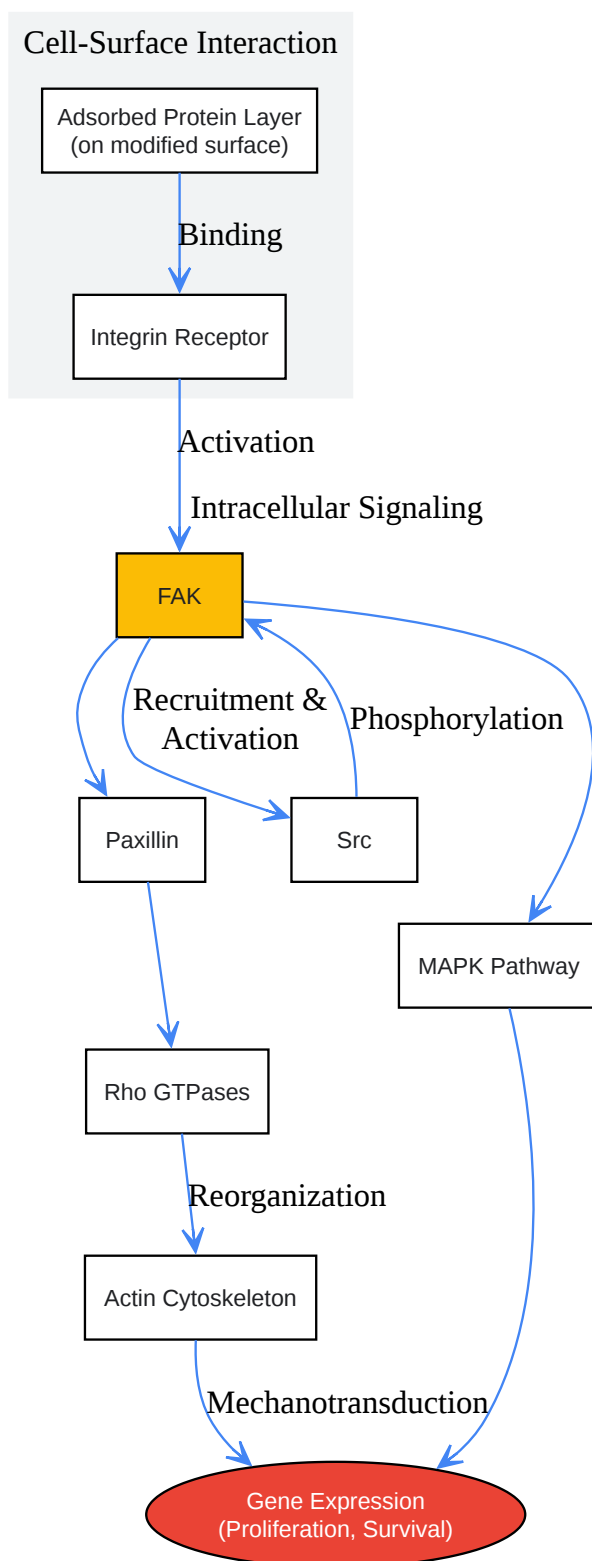 Cell-Surface Interaction
Adsorbed Protein Layer
(on modified surface)
Binding
Integrin Receptor
Activation
Intracellular Signaling
FAK
Recruitment &
Activation
Phosphorylation
Paxillin
Src
MAPK Pathway
Rho GTPases
Reorganization
Actin Cytoskeleton
Mechanotransduction
Gene Expression
(Proliferation, Survival)